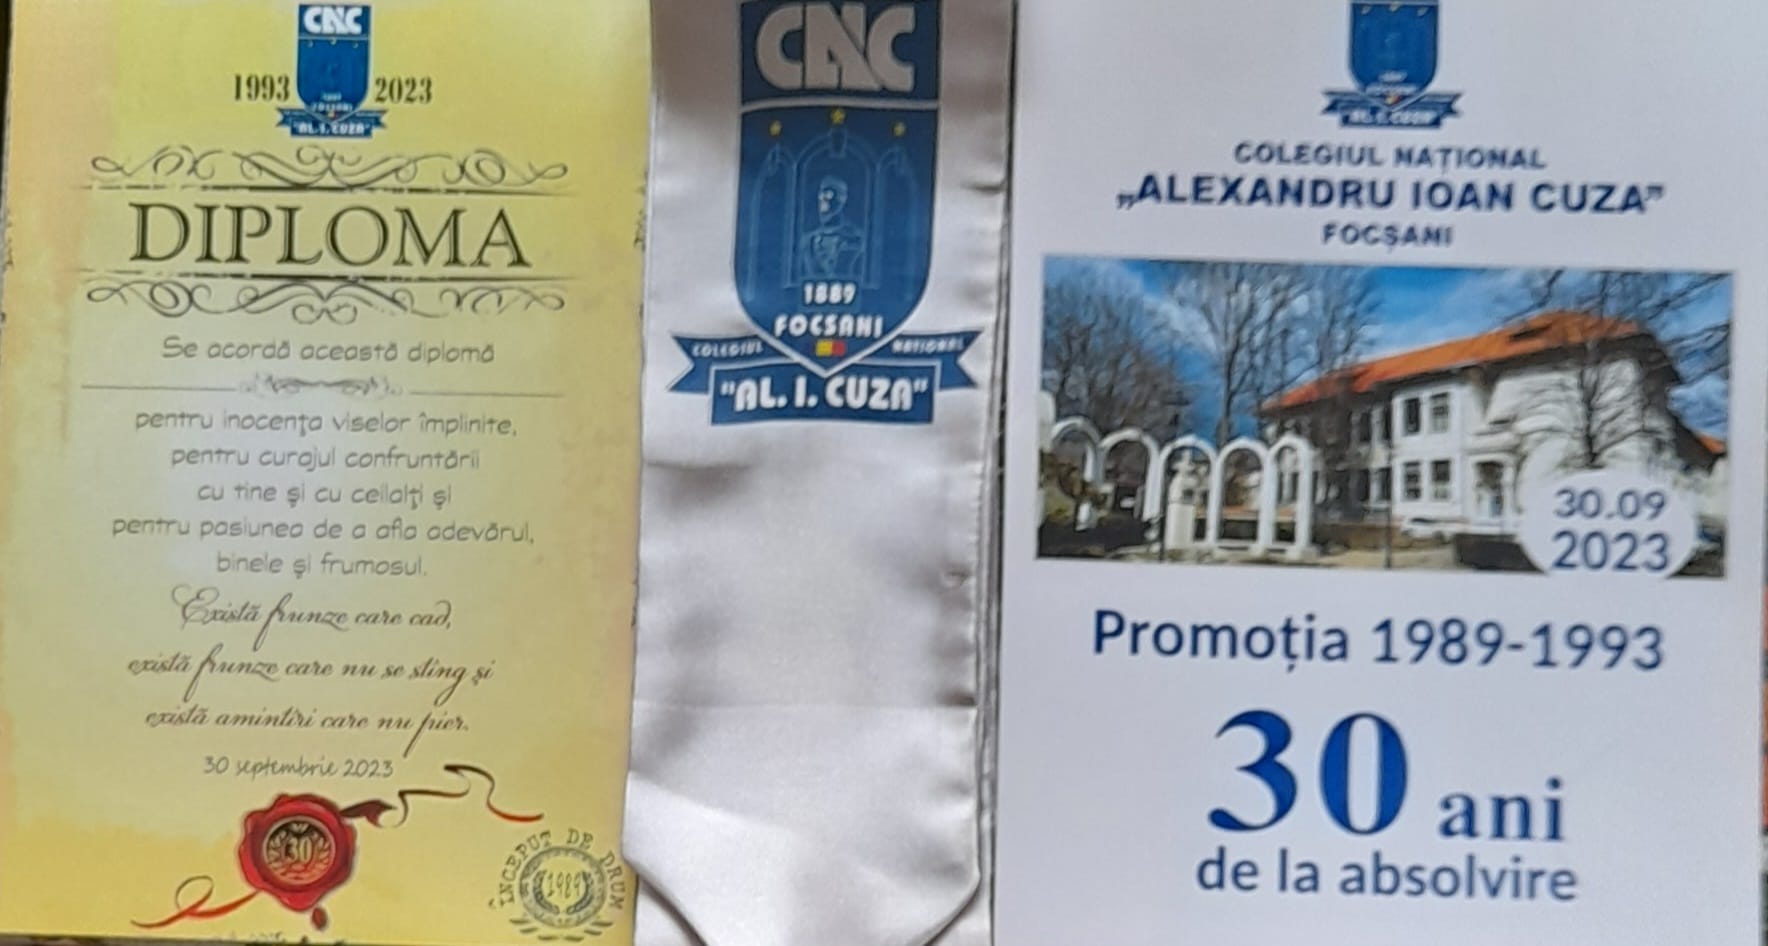 CNC
1993 2023
FOCSANI
"AL. I. CUZA"
DIPLOMA
Se acordă această diplomă
pentru inocența viselor împlinite,
pentru curajul confruntării
cu tine și cu ceilalți și
pentru pasiunea de a afla adevărul,
binele și frumosul.
Există frunze care cad,
există frunze care nu se sting și
există amintiri care nu pier.
30 septembrie 2023
30
ÎNCEPUT DE DRUM
1989
CNC
1889
FOCSANI
COLEGIUL NATIONAL
"AL. I. CUZA"
"AL. I. CUZA"
COLEGIUL NAȚIONAL
„ALEXANDRU IOAN CUZA”
FOCȘANI
30.09
2023
Promoția 1989-1993
30 ani
de la absolvire